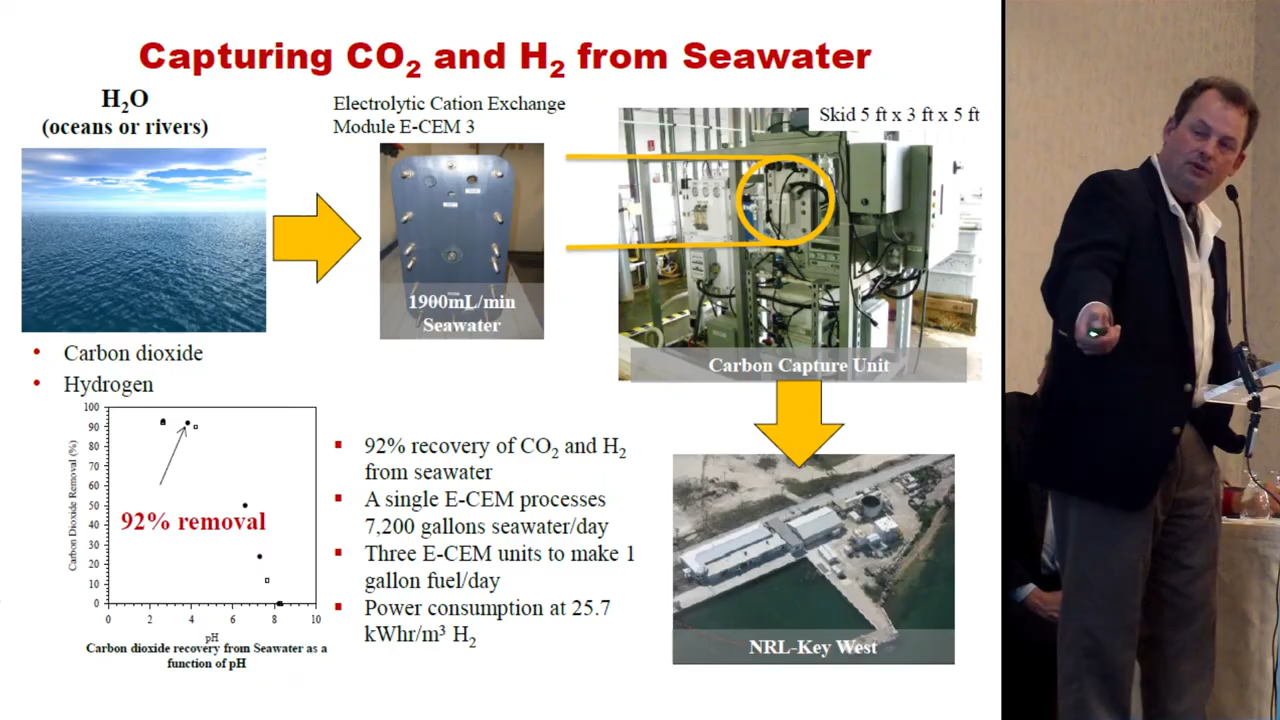 Capturing CO₂ and H₂ from Seawater
H₂O
(oceans or rivers)
Electrolytic Cation Exchange
Module E-CEM 3
Skid 5 ft x 3 ft x 5 ft
1900mL/min
Seawater
Carbon Capture Unit
• Carbon dioxide
• Hydrogen
Carbon Dioxide Removal (%)
100
90
80
70
60
50
40
30
20
10
0
92% removal
0 2 4 6 8 10
pH
Carbon dioxide recovery from Seawater as a
function of pH
▪ 92% recovery of CO₂ and H₂
from seawater
▪ A single E-CEM processes
7,200 gallons seawater/day
▪ Three E-CEM units to make 1
gallon fuel/day
▪ Power consumption at 25.7
kWhr/m³ H₂
NRL-Key West